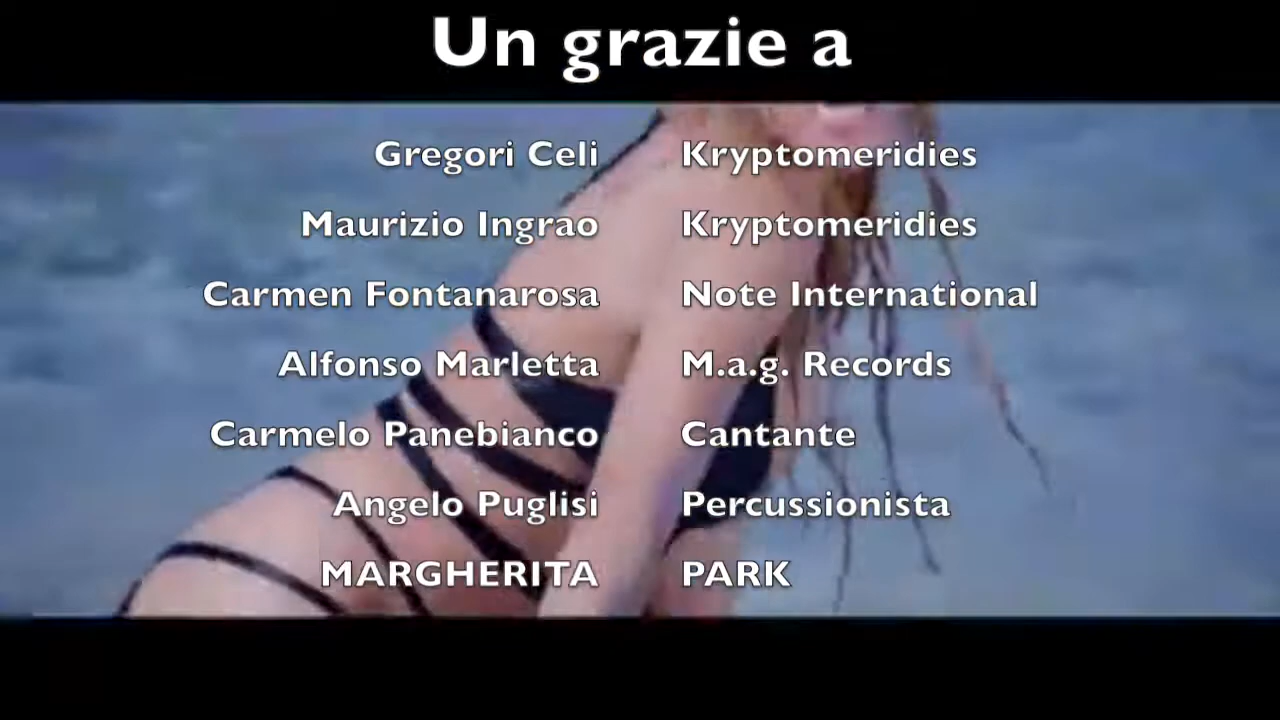 Un grazie a
Gregori Celi Kryptomeridies
Maurizio Ingrao Kryptomeridies
Carmen Fontanarosa Note International
Alfonso Marletta M.a.g. Records
Carmelo Panebianco Cantante
Angelo Puglisi Percussionista
MARGHERITA PARK